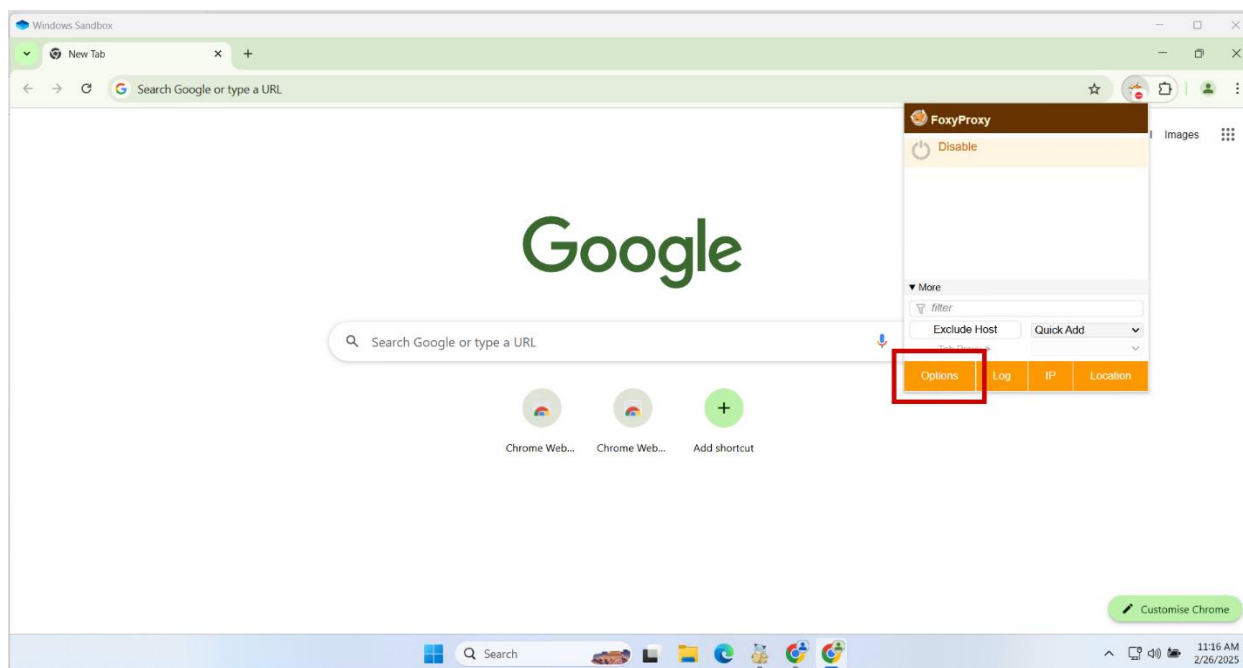 Windows Sandbox
New Tab
Search Google or type a URL
FoxyProxy
Disable
Images
Google
More
filter
Search Google or type a URL
Exclude Host Quick Add
Options Log IP Location
Chrome Web... Chrome Web... Add shortcut
Customise Chrome
Search
11:16 AM
2/26/2025